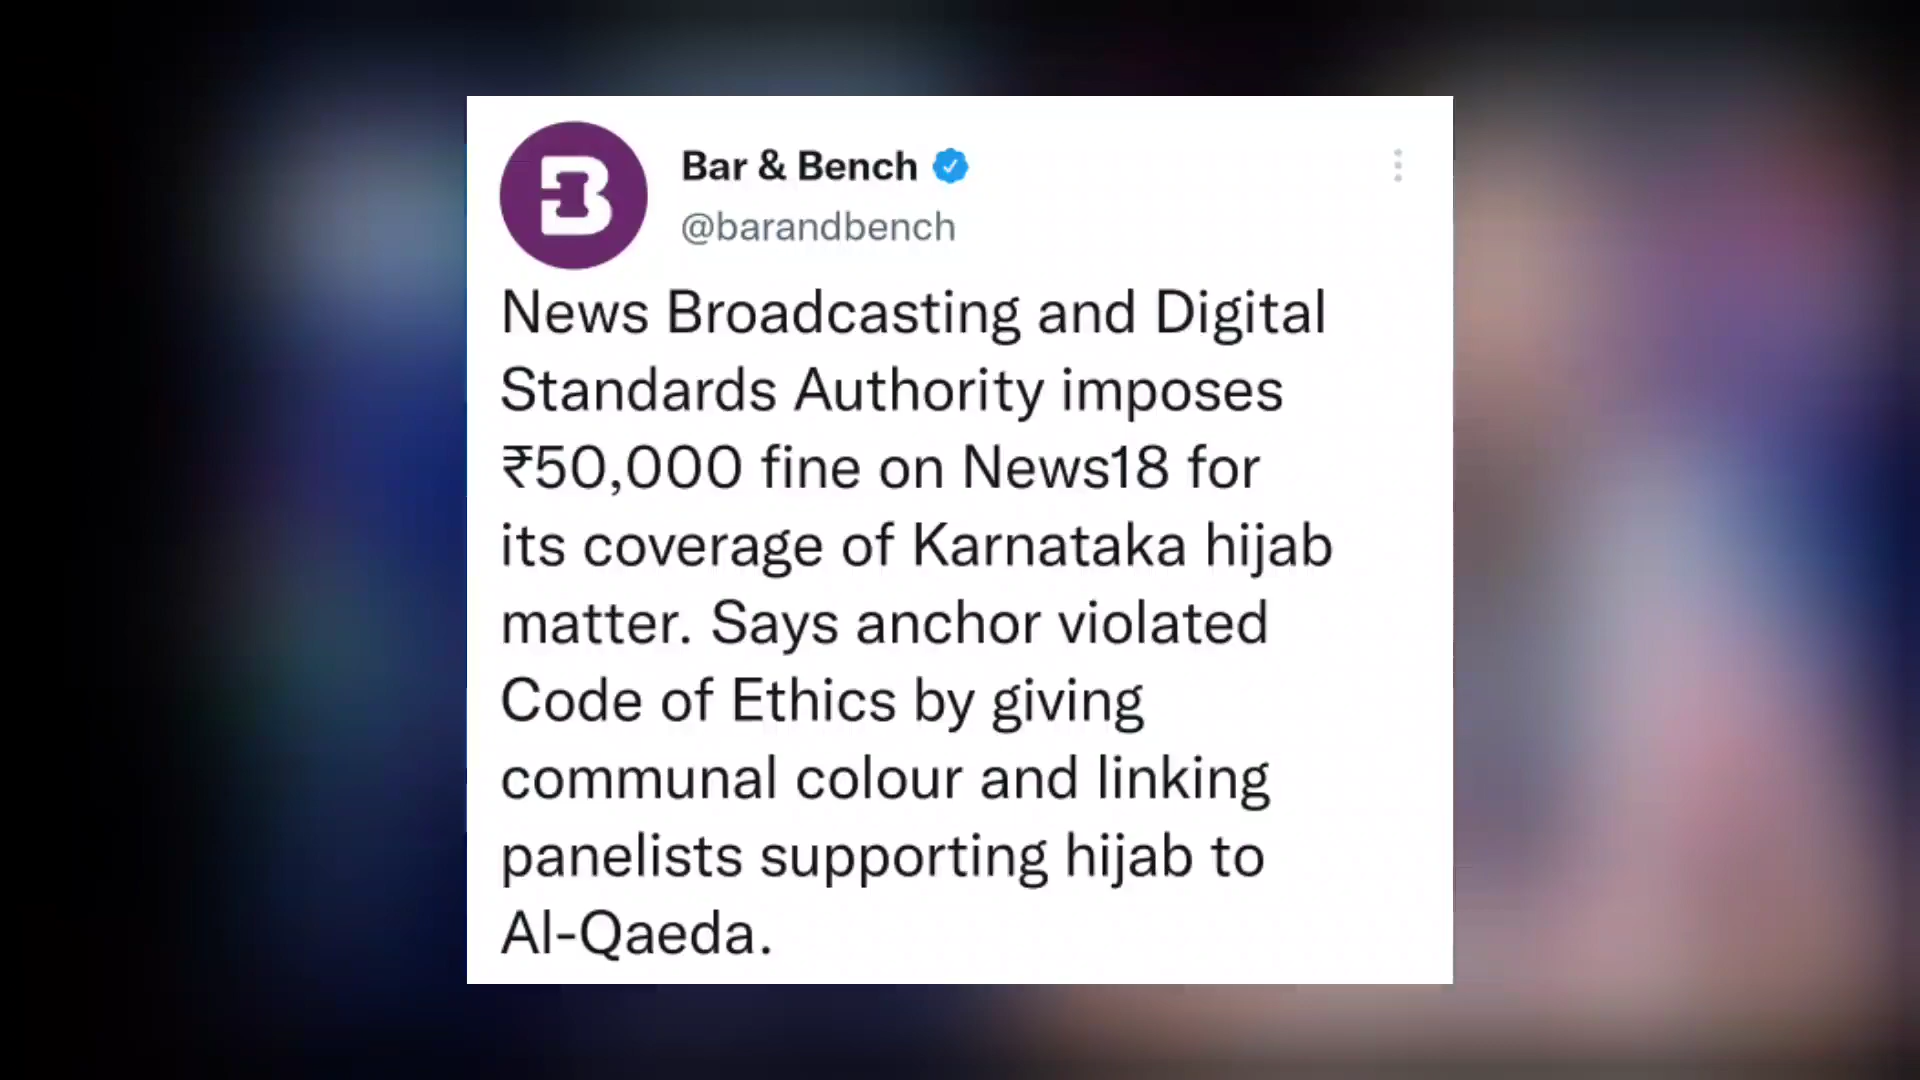 Bar & Bench
@barandbench
News Broadcasting and Digital
Standards Authority imposes
₹50,000 fine on News18 for
its coverage of Karnataka hijab
matter. Says anchor violated
Code of Ethics by giving
communal colour and linking
panelists supporting hijab to
Al-Qaeda.